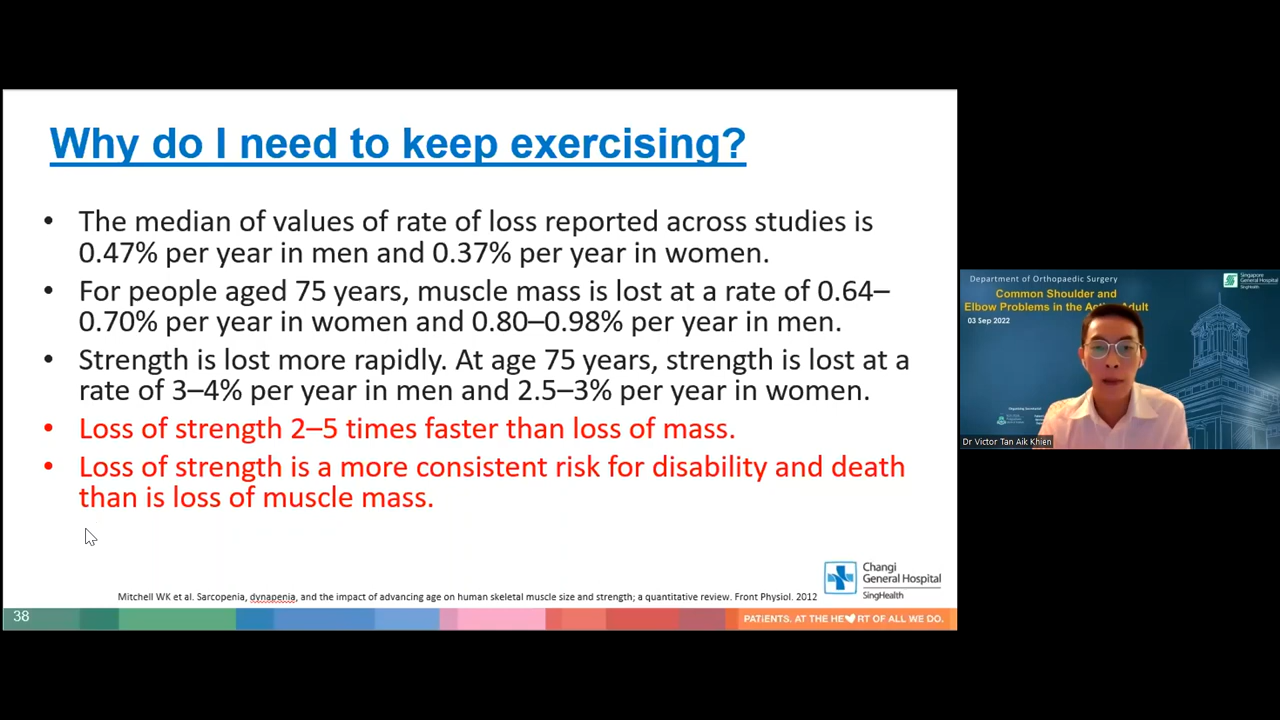 Why do I need to keep exercising?
• The median of values of rate of loss reported across studies is
0.47% per year in men and 0.37% per year in women.
• For people aged 75 years, muscle mass is lost at a rate of 0.64–
0.70% per year in women and 0.80–0.98% per year in men.
• Strength is lost more rapidly. At age 75 years, strength is lost at a
rate of 3–4% per year in men and 2.5–3% per year in women.
• Loss of strength 2–5 times faster than loss of mass.
• Loss of strength is a more consistent risk for disability and death
than is loss of muscle mass.
Changi
General Hospital
SingHealth
Mitchell WK et al. Sarcopenia, dynapenia, and the impact of advancing age on human skeletal muscle size and strength; a quantitative review. Front Physiol. 2012
38
PATIENTS. AT THE HE RT OF ALL WE DO.
Department of Orthopaedic Surgery
Singapore
General Hospital
SingHealth
Common Shoulder and
Elbow Problems in the Act Adult
03 Sep 2022
Dr Victor Tan Aik Khien